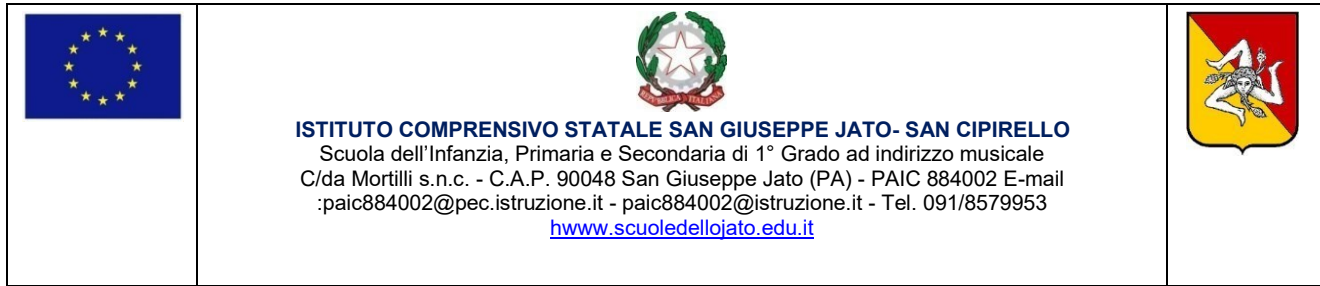 ISTITUTO COMPRENSIVO STATALE SAN GIUSEPPE JATO- SAN CIPIRELLO
Scuola dell'Infanzia, Primaria e Secondaria di 1° Grado ad indirizzo musicale
C/da Mortilli s.n.c. - C.A.P. 90048 San Giuseppe Jato (PA) - PAIC 884002 E-mail
:paic884002@pec.istruzione.it - paic884002@istruzione.it - Tel. 091/8579953
hwww.scuoledellojato.edu.it